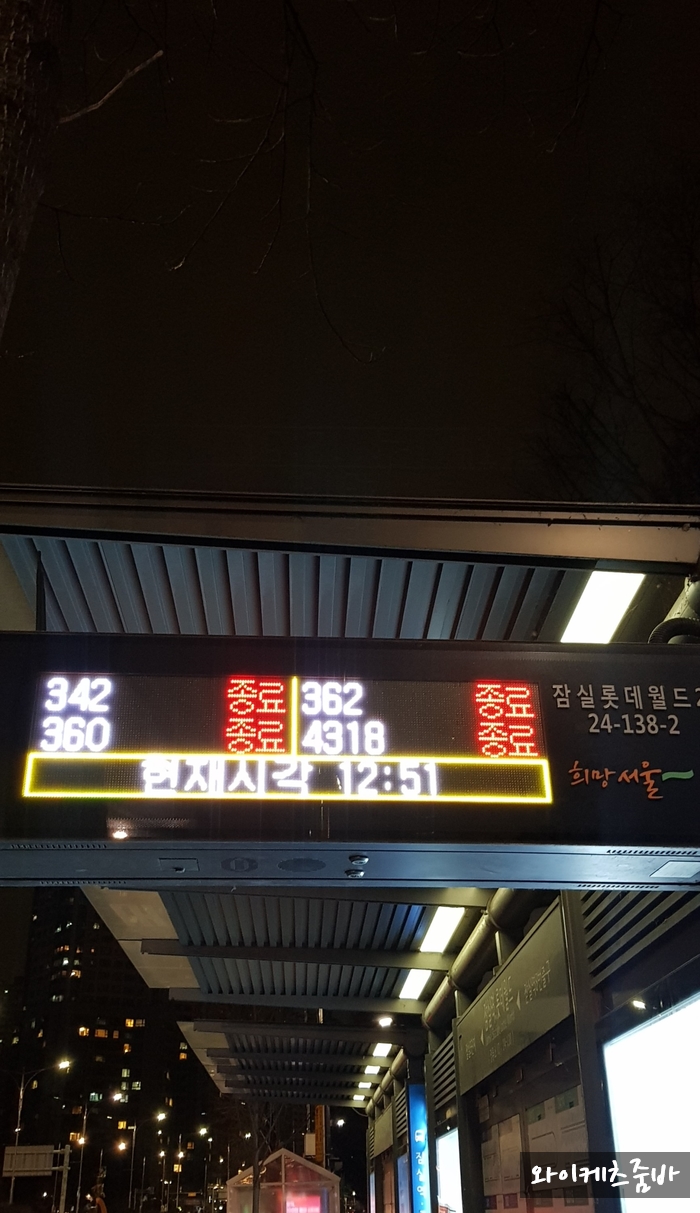 342 종료 362 종료
360 종료 4318 종료
현재시각 12:51
잠실롯데월드
24-138-2
희망서울
와이케츠줌바